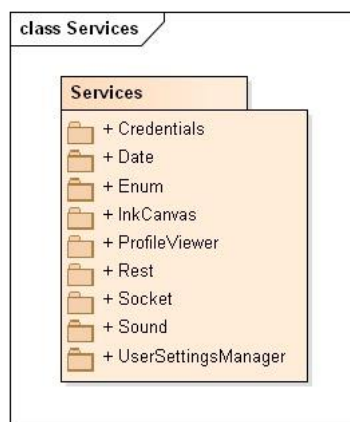 class Services
Services
+ Credentials
+ Date
+ Enum
+ InkCanvas
+ ProfileViewer
+ Rest
+ Socket
+ Sound
+ UserSettingsManager